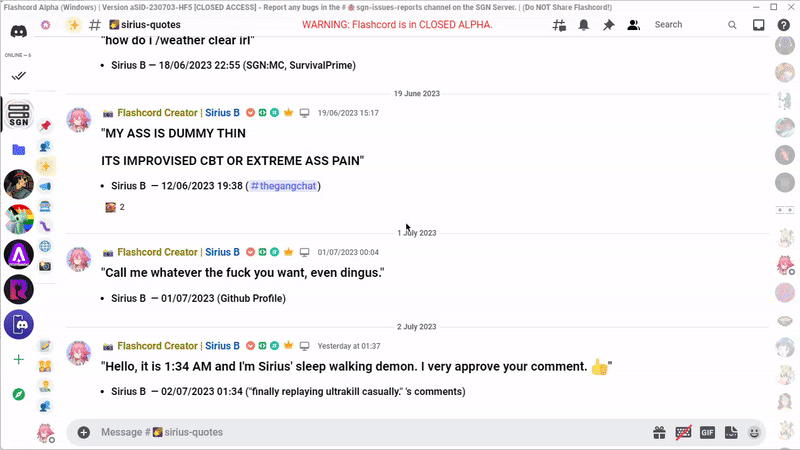 Flashcord Alpha (Windows) | Version aSID-230703-HF5 [CLOSED ACCESS] - Report any bugs in the # sgn-issues-reports channel on the SGN Server. | (Do NOT Share Flashcord!)
sirius-quotes
WARNING: Flashcord is in CLOSED ALPHA.
Search
ONLINE — 6
SGN
"how do i /weather clear irl"
• Sirius B — 18/06/2023 22:55 (SGN:MC, SurvivalPrime)
19 June 2023
Flashcord Creator | Sirius B 19/06/2023 15:17
"MY ASS IS DUMMY THIN
ITS IMPROVISED CBT OR EXTREME ASS PAIN"
• Sirius B — 12/06/2023 19:38 (#thegangchat)
2
1 July 2023
Flashcord Creator | Sirius B 01/07/2023 00:04
"Call me whatever the fuck you want, even dingus."
• Sirius B — 01/07/2023 (Github Profile)
2 July 2023
Flashcord Creator | Sirius B Yesterday at 01:37
"Hello, it is 1:34 AM and I'm Sirius' sleep walking demon. I very approve your comment. 👍"
• Sirius B — 02/07/2023 01:34 ("finally replaying ultrakill casually." 's comments)
Message # sirius-quotes
GIF